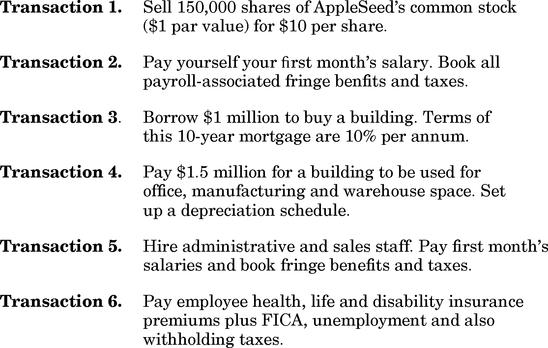 Transaction 1. Sell 150,000 shares of AppleSeed's common stock
($1 par value) for $10 per share.
Transaction 2. Pay yourself your first month's salary. Book all
payroll-associated fringe benfits and taxes.
Transaction 3. Borrow $1 million to buy a building. Terms of
this 10-year mortgage are 10% per annum.
Transaction 4. Pay $1.5 million for a building to be used for
office, manufacturing and warehouse space. Set
up a depreciation schedule.
Transaction 5. Hire administrative and sales staff. Pay first month's
salaries and book fringe benefits and taxes.
Transaction 6. Pay employee health, life and disability insurance
premiums plus FICA, unemployment and also
withholding taxes.